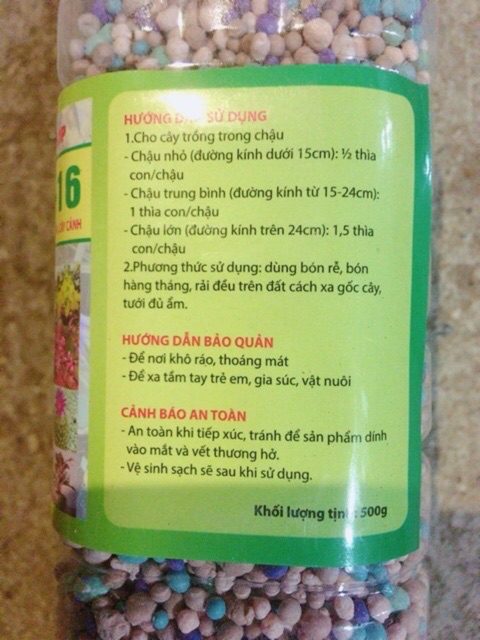 HƯỚNG SỬ DỤNG
1.Cho cây trồng trong chậu
- Chậu nhỏ (đường kính dưới 15cm): ½ thìa
con/chậu
- Chậu trung bình (đường kính từ 15-24cm):
1 thìa con/chậu
- Chậu lớn (đường kính trên 24cm): 1,5 thìa
con/chậu
2.Phương thức sử dụng: dùng bón rễ, bón
hàng tháng, rải đều trên đất cách xa gốc cây,
tưới đủ ẩm.
HƯỚNG DẪN BẢO QUẢN
- Để nơi khô ráo, thoáng mát
- Để xa tầm tay trẻ em, gia súc, vật nuôi
CẢNH BÁO AN TOÀN
- An toàn khi tiếp xúc, tránh để sản phẩm dính
vào mắt và vết thương hở.
- Vệ sinh sạch sẽ sau khi sử dụng.
Khối lượng tịnh: 500g
16
CÂY CẢNH